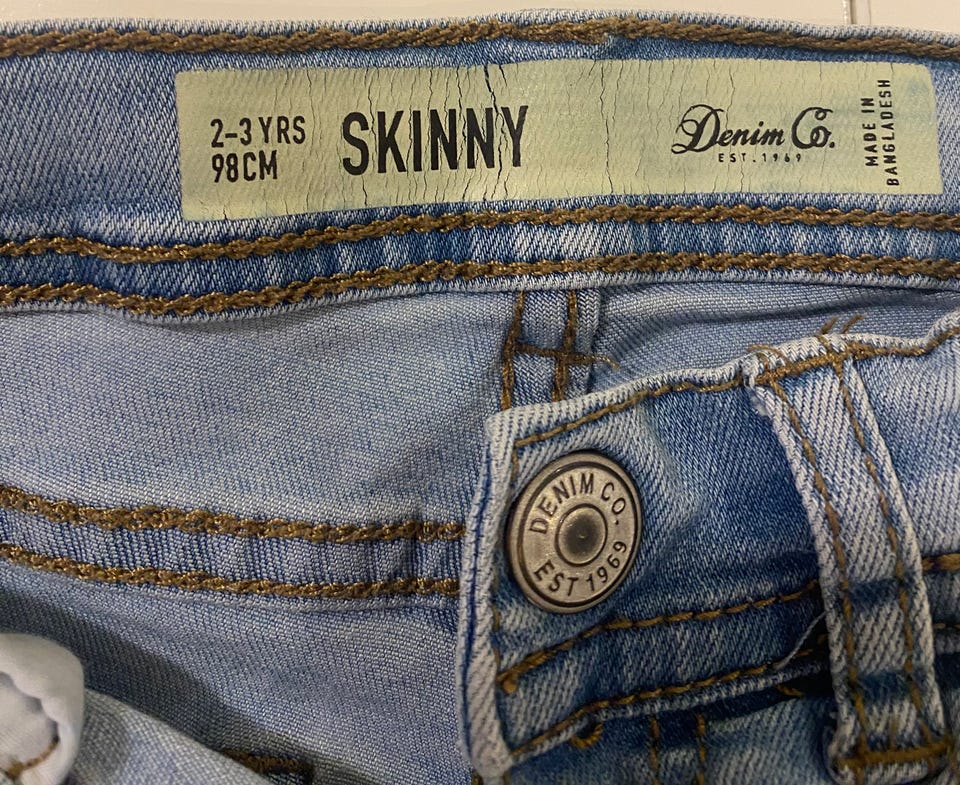 2-3 YRS
98CM
SKINNY
Denim Co.
EST.1969
MADE IN
BANGLADESH
DENIM CO.
EST 1969